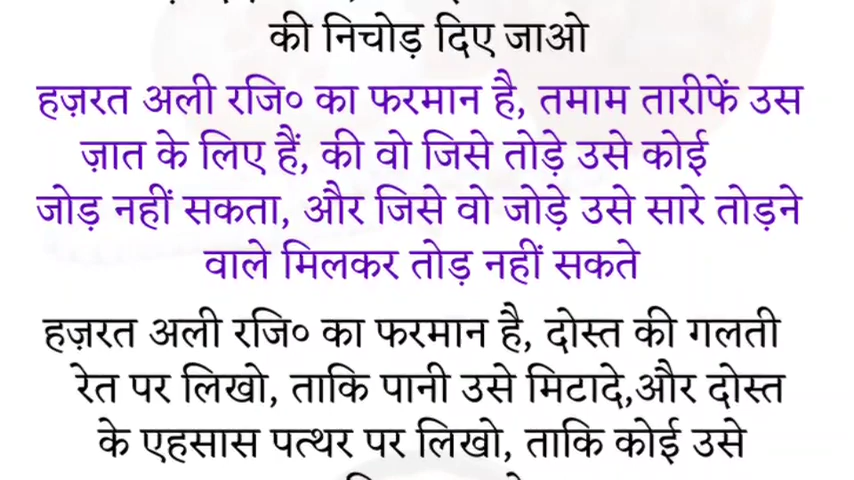 की निचोड़ दिए जाओ
हज़रत अली रजि० का फरमान है, तमाम तारीफें उस
ज़ात के लिए हैं, की वो जिसे तोड़े उसे कोई
जोड़ नहीं सकता, और जिसे वो जोड़े उसे सारे तोड़ने
वाले मिलकर तोड़ नहीं सकते
हज़रत अली रजि० का फरमान है, दोस्त की गलती
रेत पर लिखो, ताकि पानी उसे मिटादे,और दोस्त
के एहसास पत्थर पर लिखो, ताकि कोई उसे